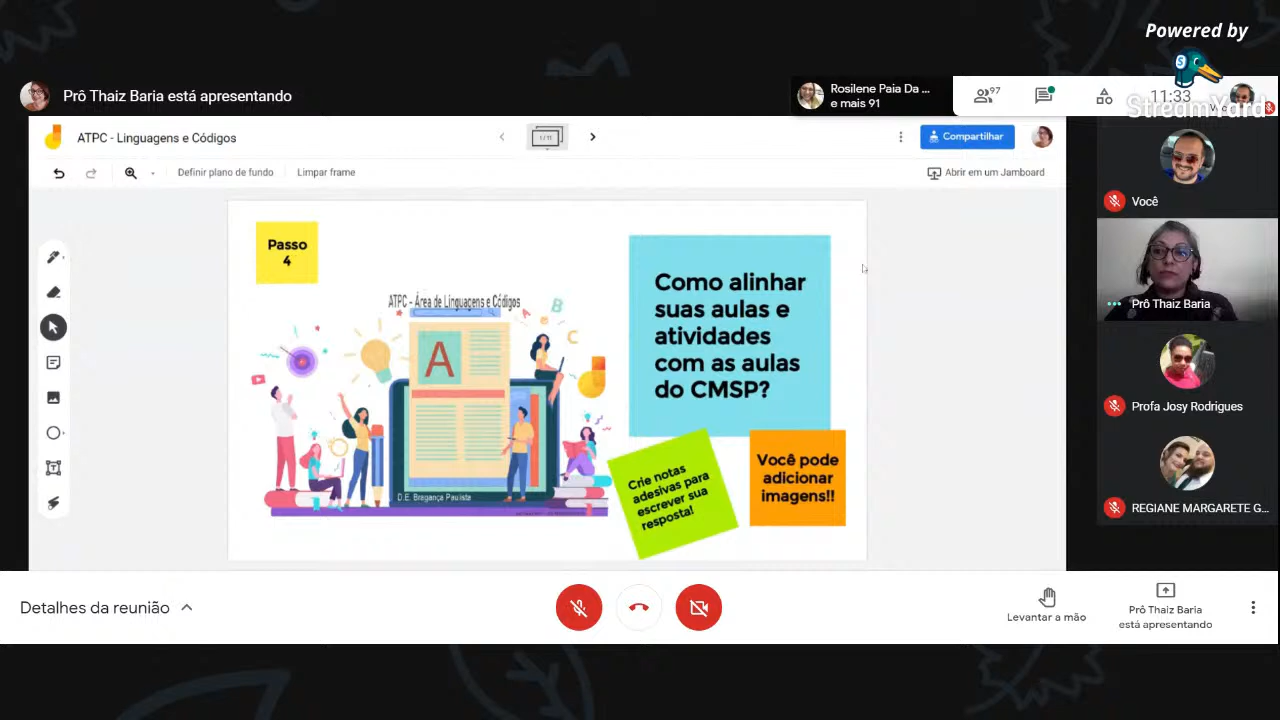 Powered by
StreamYard
Prô Thaiz Baria está apresentando
Rosilene Paia Da ...
e mais 91
97
11:33
ATPC - Linguagens e Códigos
1 / 11
Compartilhar
Definir plano de fundo
Limpar frame
Abrir em um Jamboard
Passo
4
ATPC - Área de Linguagens e Códigos
A
B
C
D.E. Bragança Paulista
Como alinhar
suas aulas e
atividades
com as aulas
do CMSP?
Crie notas
adesivas para
escrever sua
resposta!
Você pode
adicionar
imagens!!
Você
Prô Thaiz Baria
Profa Josy Rodrigues
REGIANE MARGARETE G...
Detalhes da reunião
Levantar a mão
Prô Thaiz Baria
está apresentando